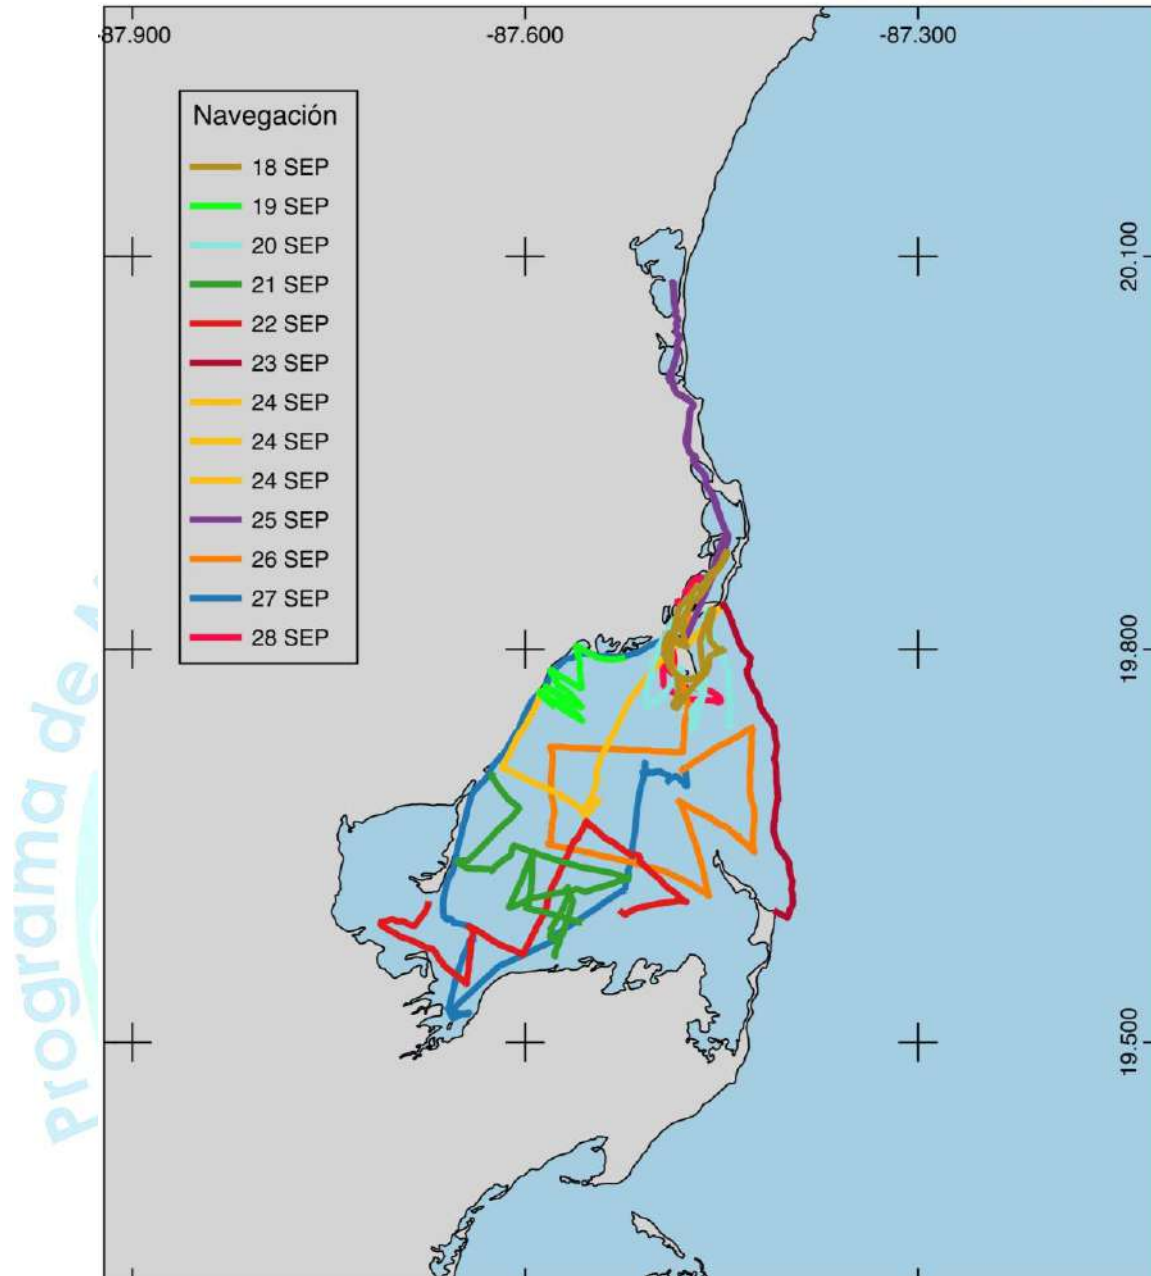 -87.900
-87.600
-87.300
Navegación
18 SEP
19 SEP
20 SEP
21 SEP
22 SEP
23 SEP
24 SEP
24 SEP
24 SEP
25 SEP
26 SEP
27 SEP
28 SEP
20.100
19.800
19.500
Programa de